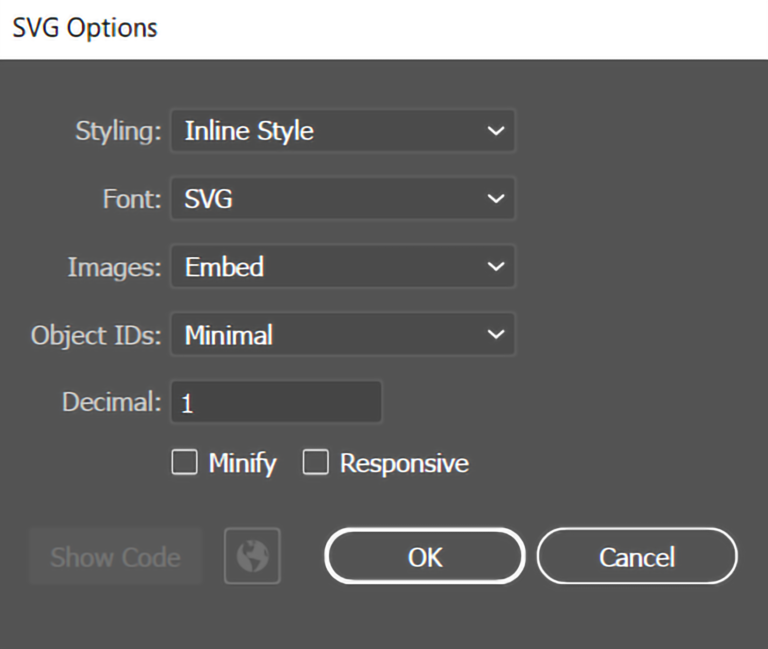 SVG Options
Styling: Inline Style
Font: SVG
Images: Embed
Object IDs: Minimal
Decimal: 1
Minify Responsive
Show Code OK Cancel